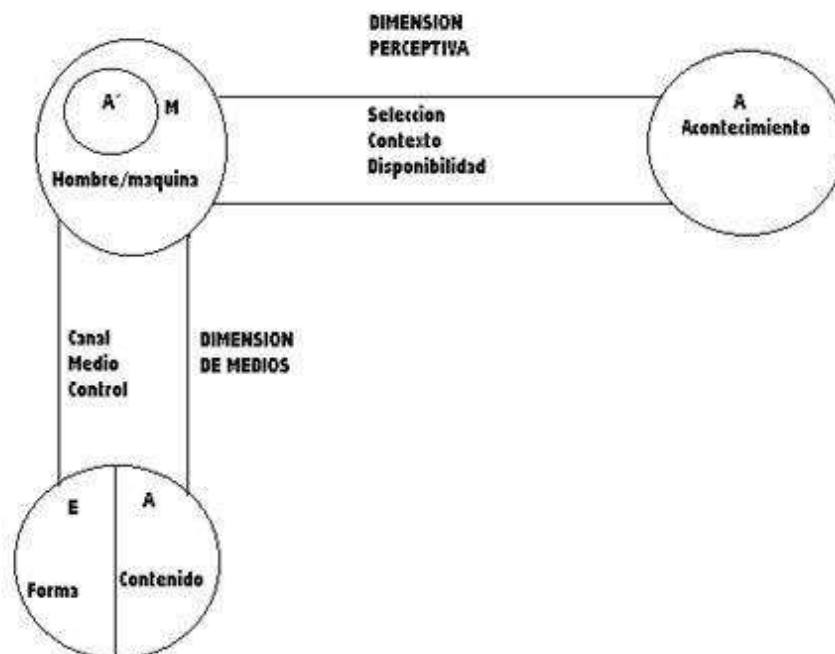 DIMENSION
PERCEPTIVA
A´
M
Hombre/maquina
Seleccion
Contexto
Disponibilidad
A
Acontecimiento
Canal
Medio
Control
DIMENSION
DE MEDIOS
E
A
Forma
Contenido